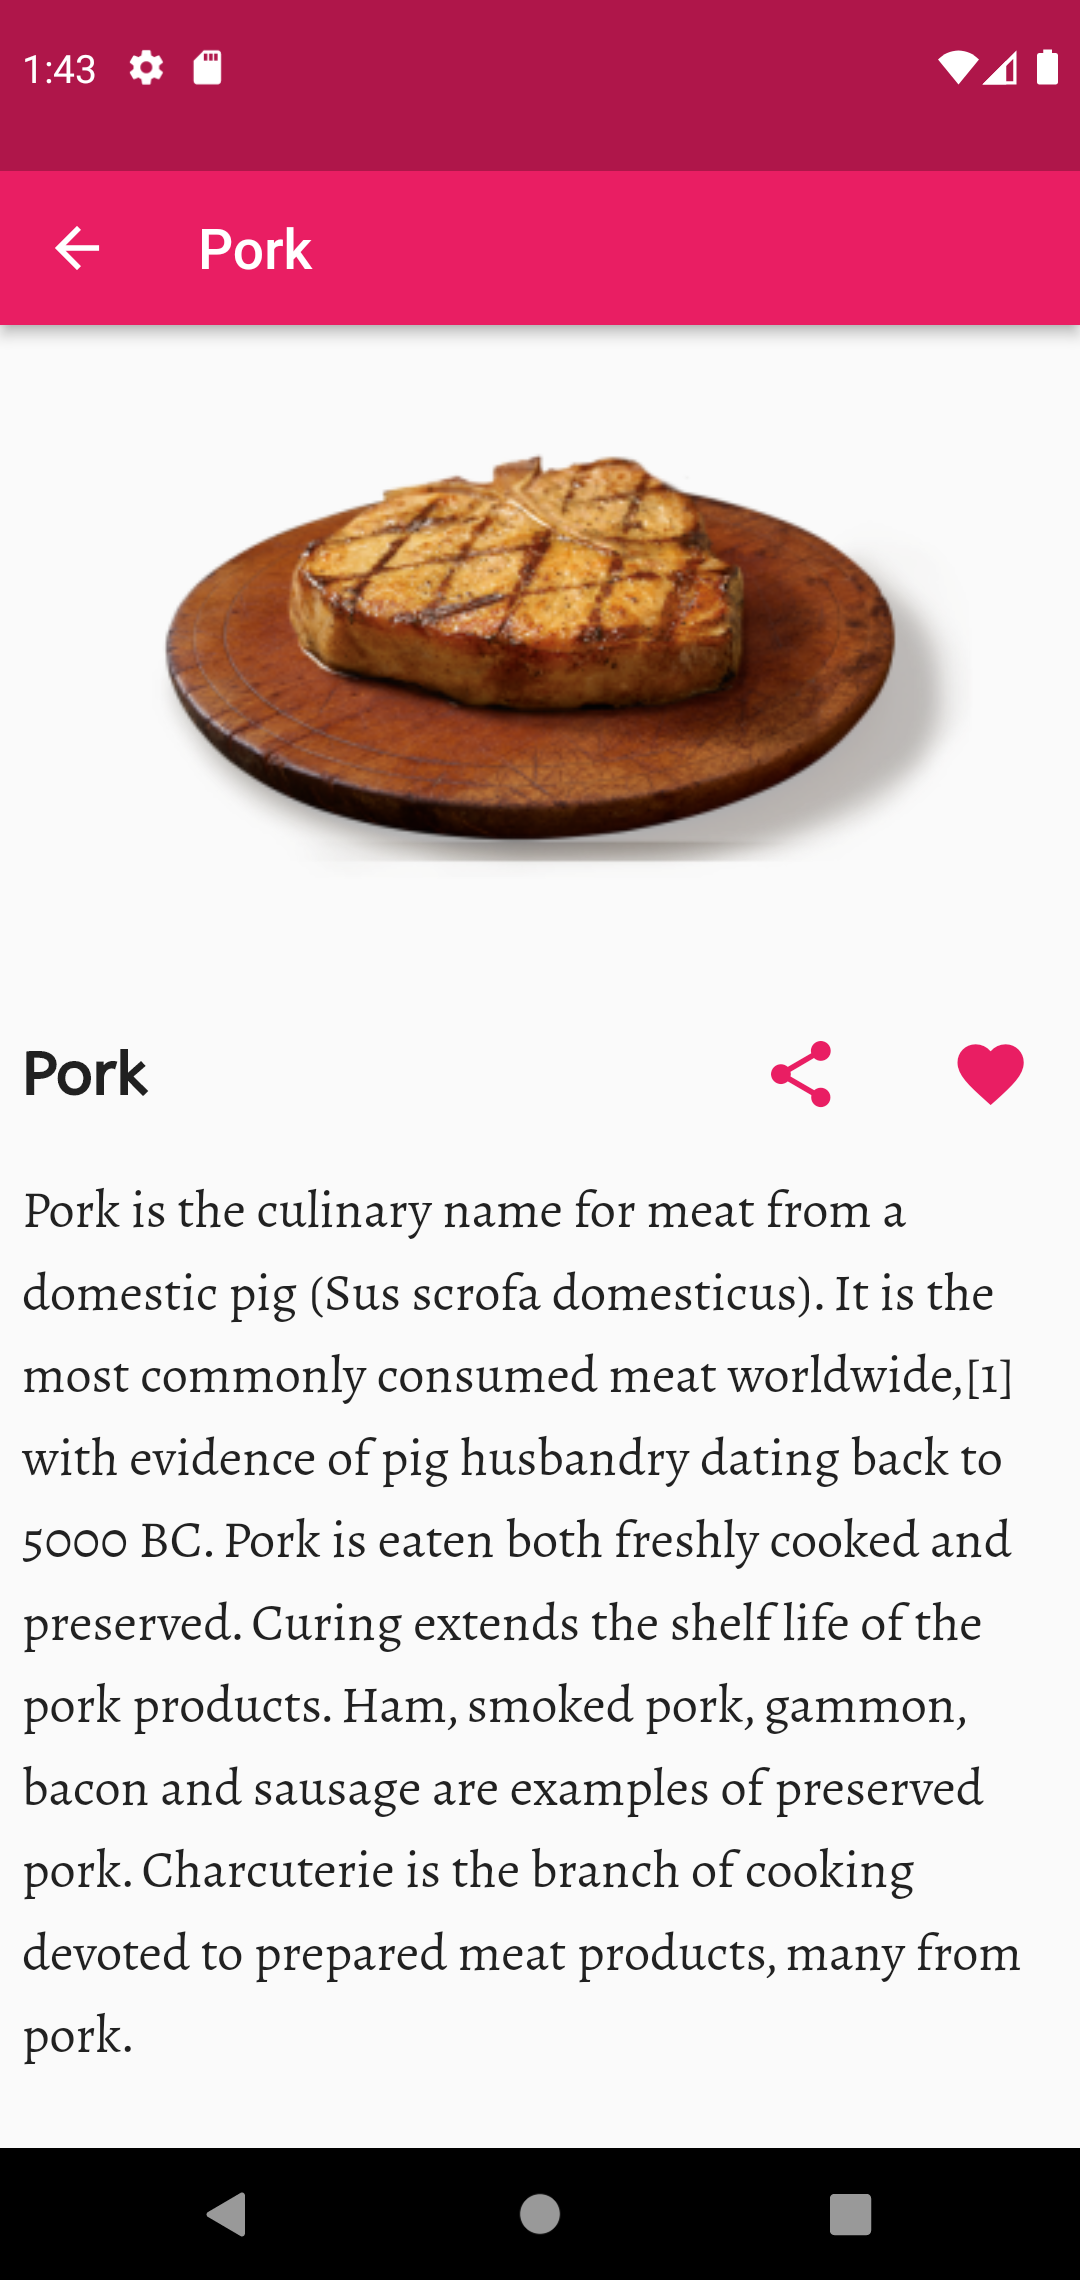 1:43
Pork
Pork
Pork is the culinary name for meat from a
domestic pig (Sus scrofa domesticus). It is the
most commonly consumed meat worldwide,[1]
with evidence of pig husbandry dating back to
5000 BC. Pork is eaten both freshly cooked and
preserved. Curing extends the shelf life of the
pork products. Ham, smoked pork, gammon,
bacon and sausage are examples of preserved
pork. Charcuterie is the branch of cooking
devoted to prepared meat products, many from
pork.